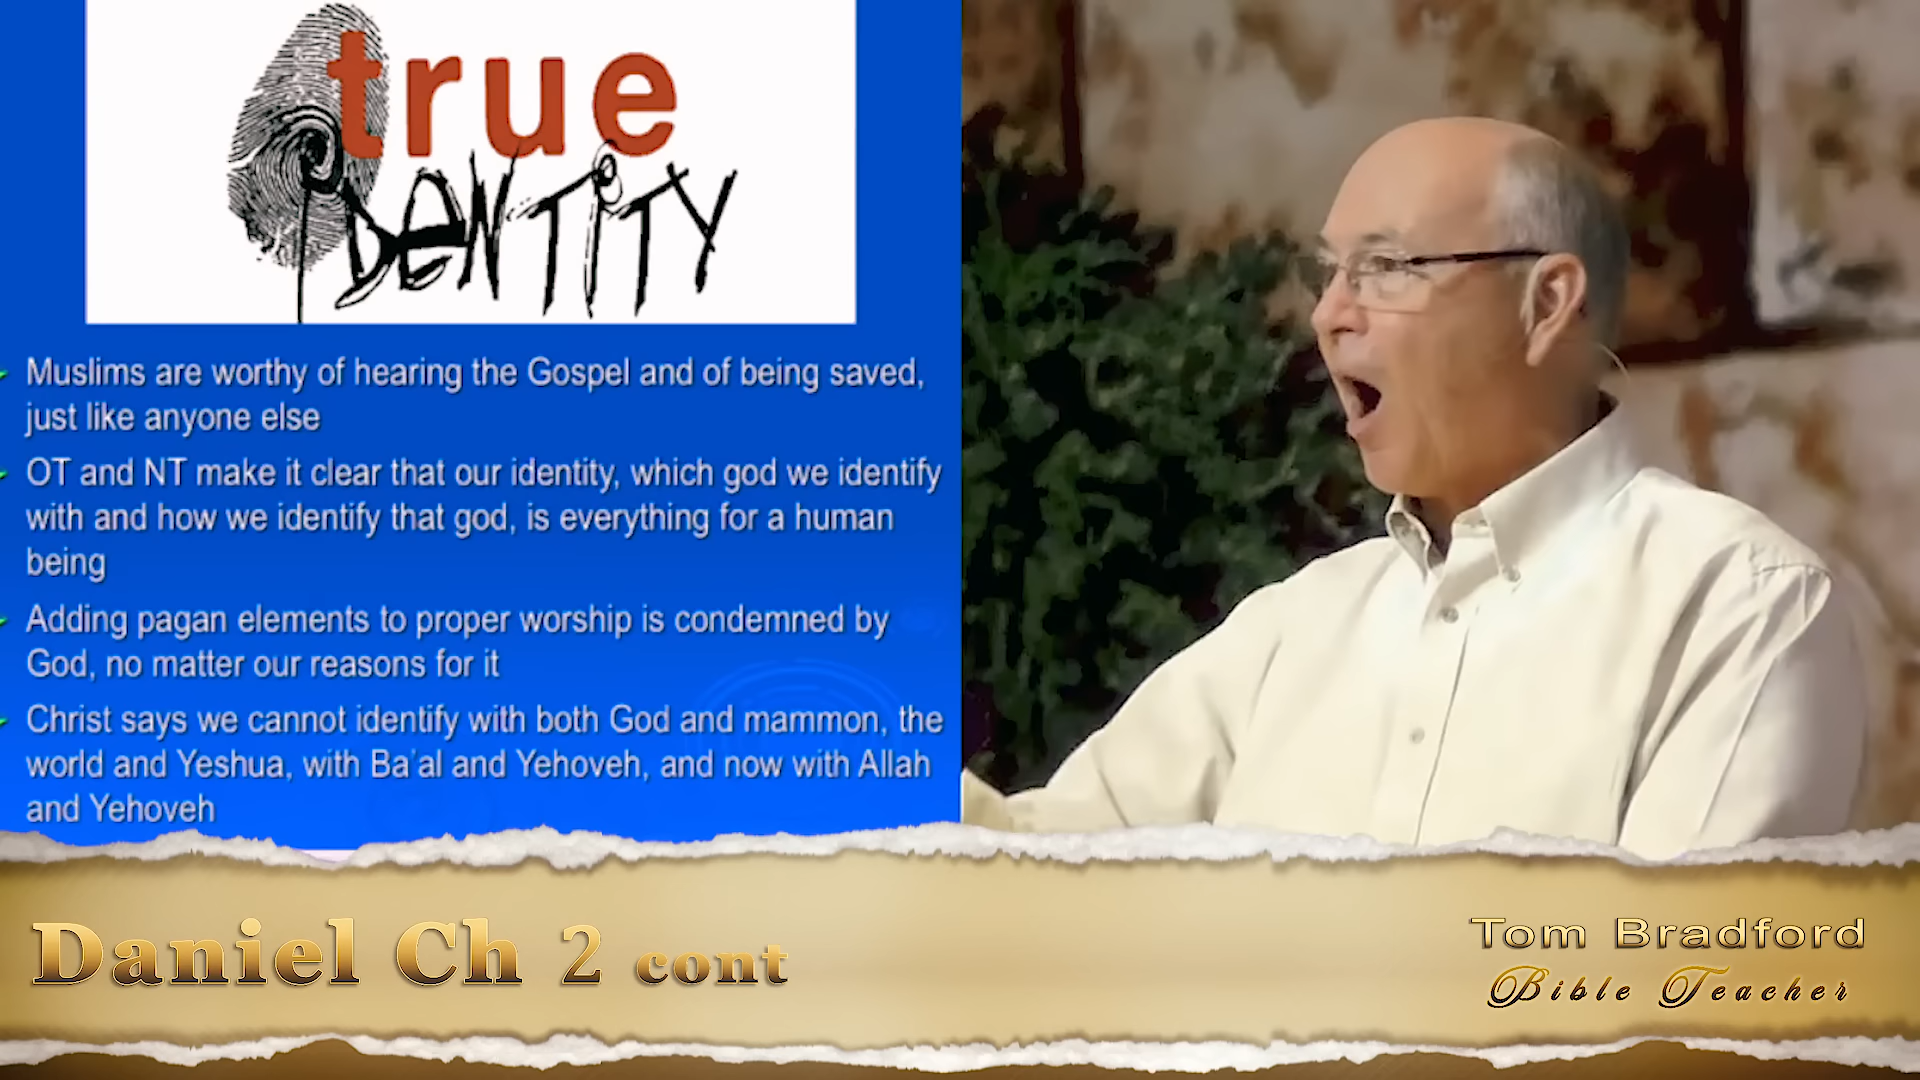 true
iDENTiTY
Muslims are worthy of hearing the Gospel and of being saved,
just like anyone else
OT and NT make it clear that our identity, which god we identify
with and how we identify that god, is everything for a human
being
Adding pagan elements to proper worship is condemned by
God, no matter our reasons for it
Christ says we cannot identify with both God and mammon, the
world and Yeshua, with Ba'al and Yehoveh, and now with Allah
and Yehoveh
Daniel Ch 2 cont
Tom Bradford
Bible Teacher